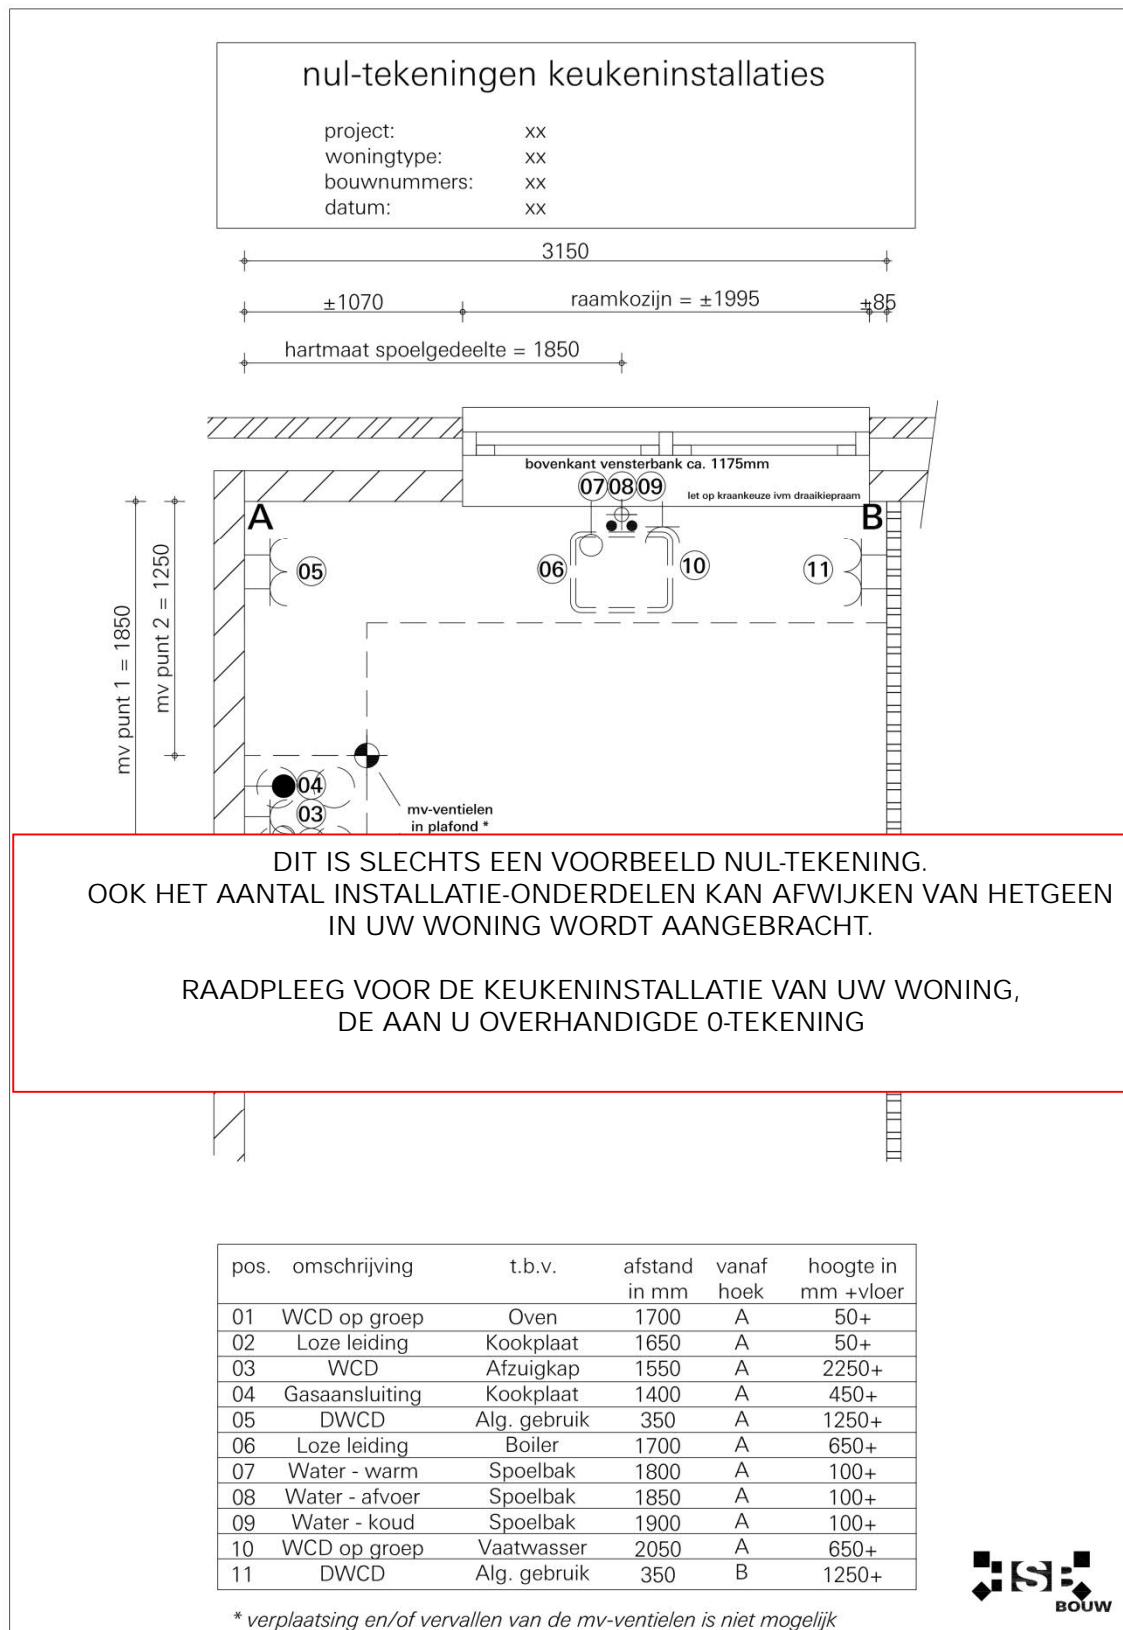 nul-tekeningen keukeninstallaties
project: xx
woningtype: xx
bouwnummers: xx
datum: xx
3150
±1070 raamkozijn = ±1995 ±85
hartmaat spoelgedeelte = 1850
bovenkant vensterbank ca. 1175mm
07 08 09 let op kraankeuze ivm draaikiepraam
A B
05 06 10 11
mv punt 1 = 1850
mv punt 2 = 1250
04
03
mv-ventielen
in plafond *
DIT IS SLECHTS EEN VOORBEELD NUL-TEKENING.
OOK HET AANTAL INSTALLATIE-ONDERDELEN KAN AFWIJKEN VAN HETGEEN
IN UW WONING WORDT AANGEBRACHT.
RAADPLEEG VOOR DE KEUKENINSTALLATIE VAN UW WONING,
DE AAN U OVERHANDIGDE 0-TEKENING
pos. omschrijving t.b.v. afstand vanaf hoogte in
in mm hoek mm +vloer
01 WCD op groep Oven 1700 A 50+
02 Loze leiding Kookplaat 1650 A 50+
03 WCD Afzuigkap 1550 A 2250+
04 Gasaansluiting Kookplaat 1400 A 450+
05 DWCD Alg. gebruik 350 A 1250+
06 Loze leiding Boiler 1700 A 650+
07 Water - warm Spoelbak 1800 A 100+
08 Water - afvoer Spoelbak 1850 A 100+
09 Water - koud Spoelbak 1900 A 100+
10 WCD op groep Vaatwasser 2050 A 650+
11 DWCD Alg. gebruik 350 B 1250+
* verplaatsing en/of vervallen van de mv-ventielen is niet mogelijk
HSB
BOUW